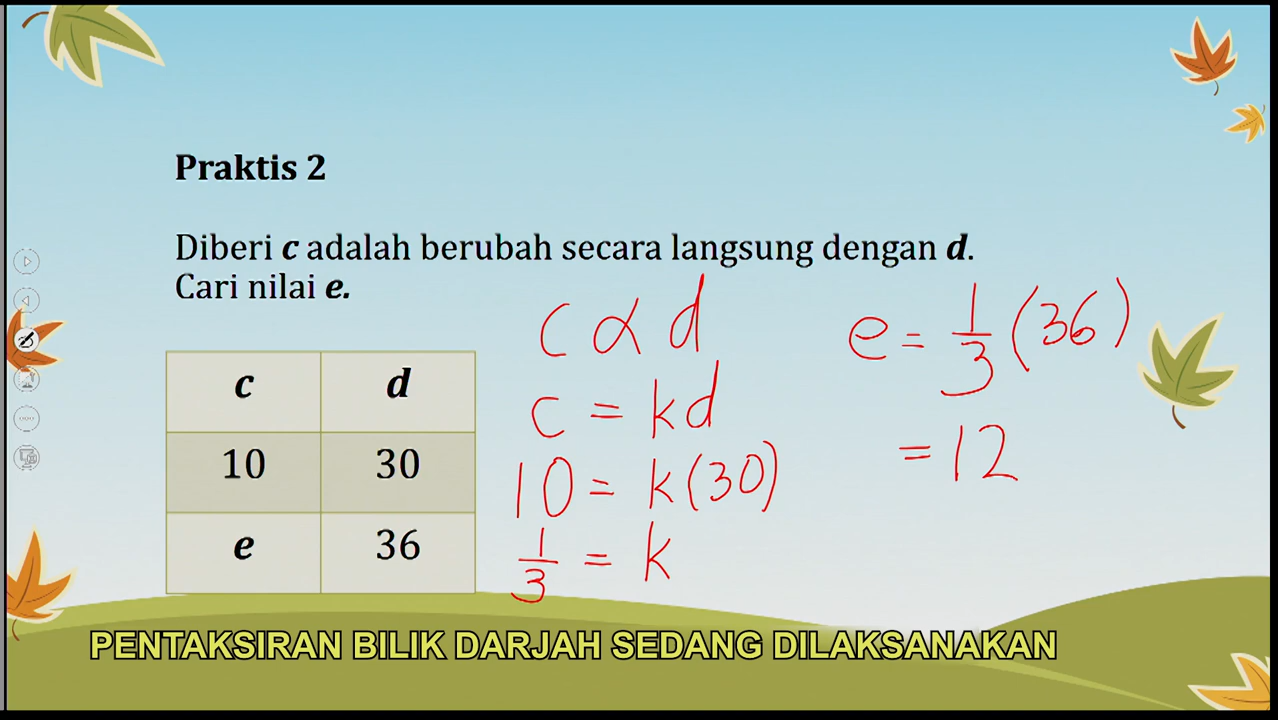 Praktis 2
Diberi c adalah berubah secara langsung dengan d.
Cari nilai e.
c d
10 30
e 36
c ∝ d
c = kd
10 = k(30)
1/3 = k
e = 1/3 (36)
= 12
PENTAKSIRAN BILIK DARJAH SEDANG DILAKSANAKAN